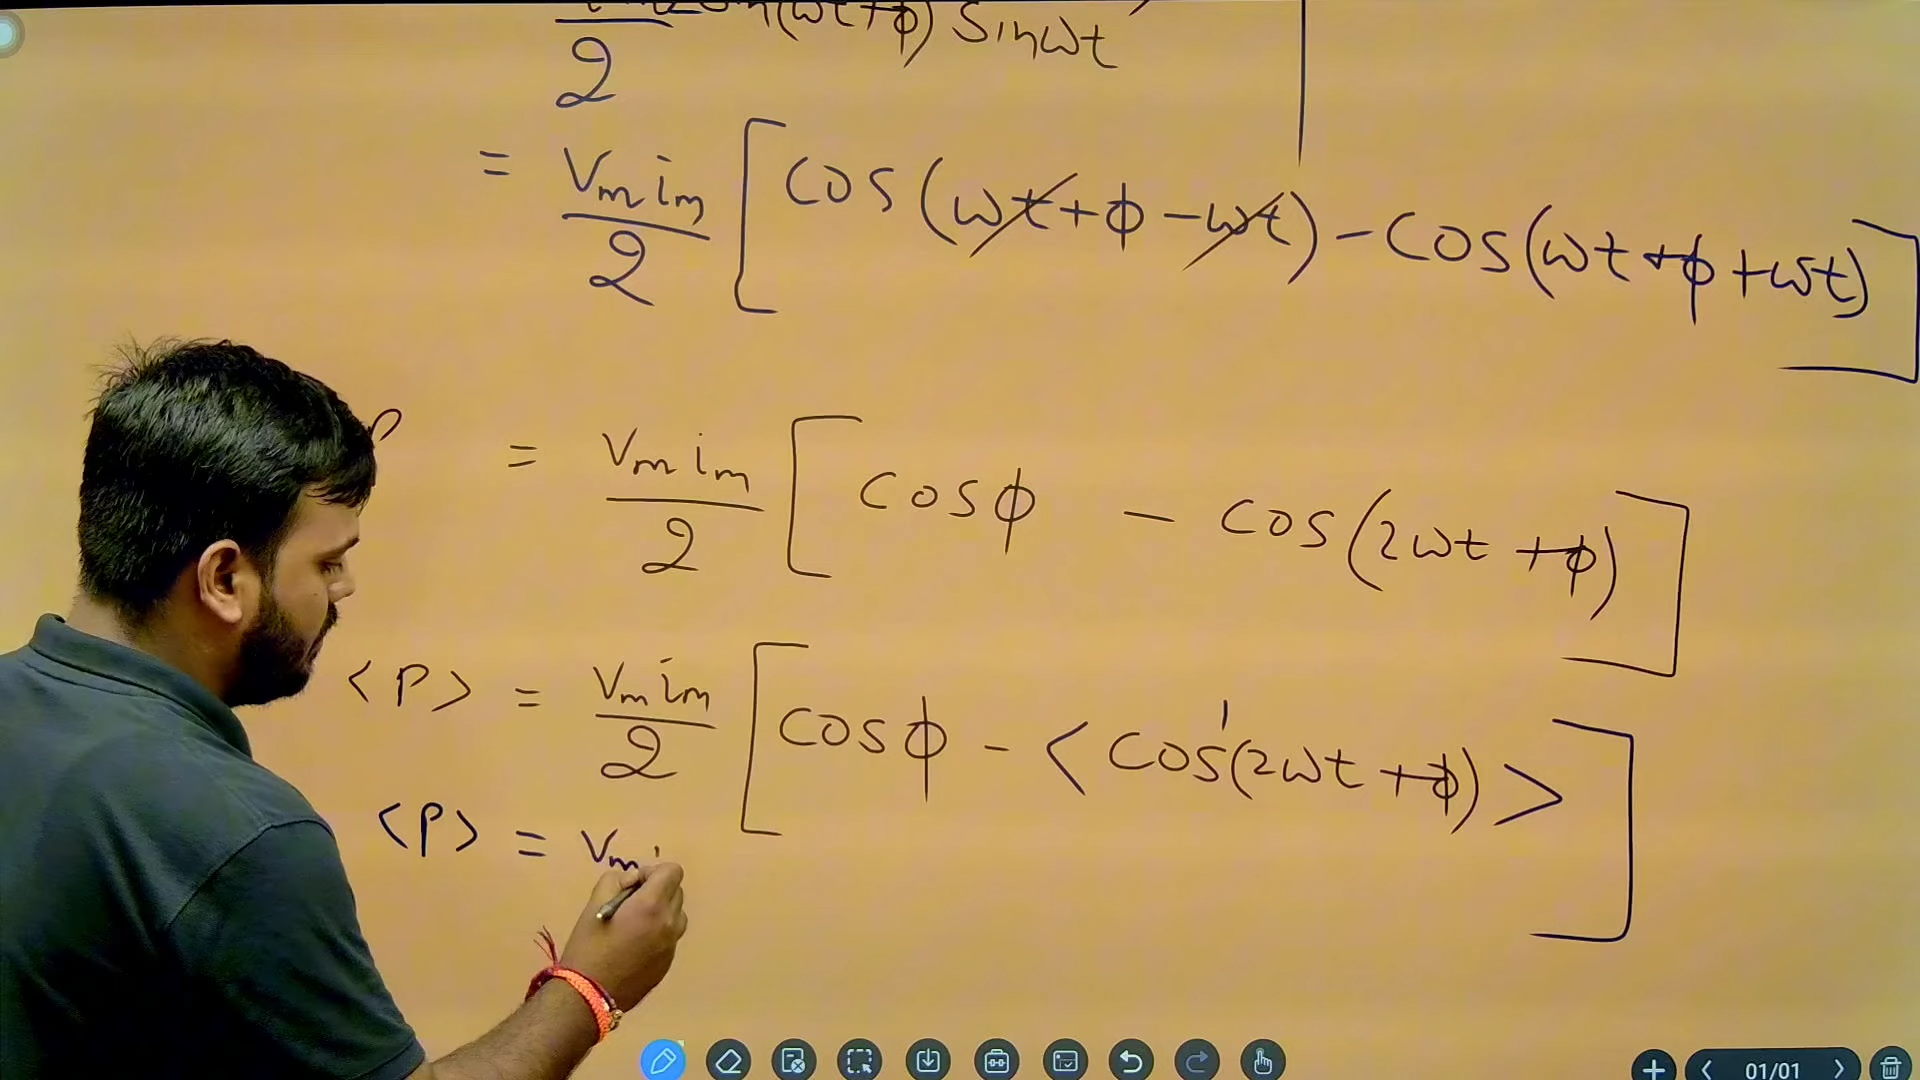 2 sin(ωt+ϕ) Sinωt
2
= Vm im [cos (ωt+ϕ-ωt) - cos(ωt+ϕ+ωt)]
2
P = Vm im [cosϕ - cos(2ωt+ϕ)]
2
<P> = Vm im [cosϕ - < cos(2ωt+ϕ) >]
2
<P> = Vm
01/01